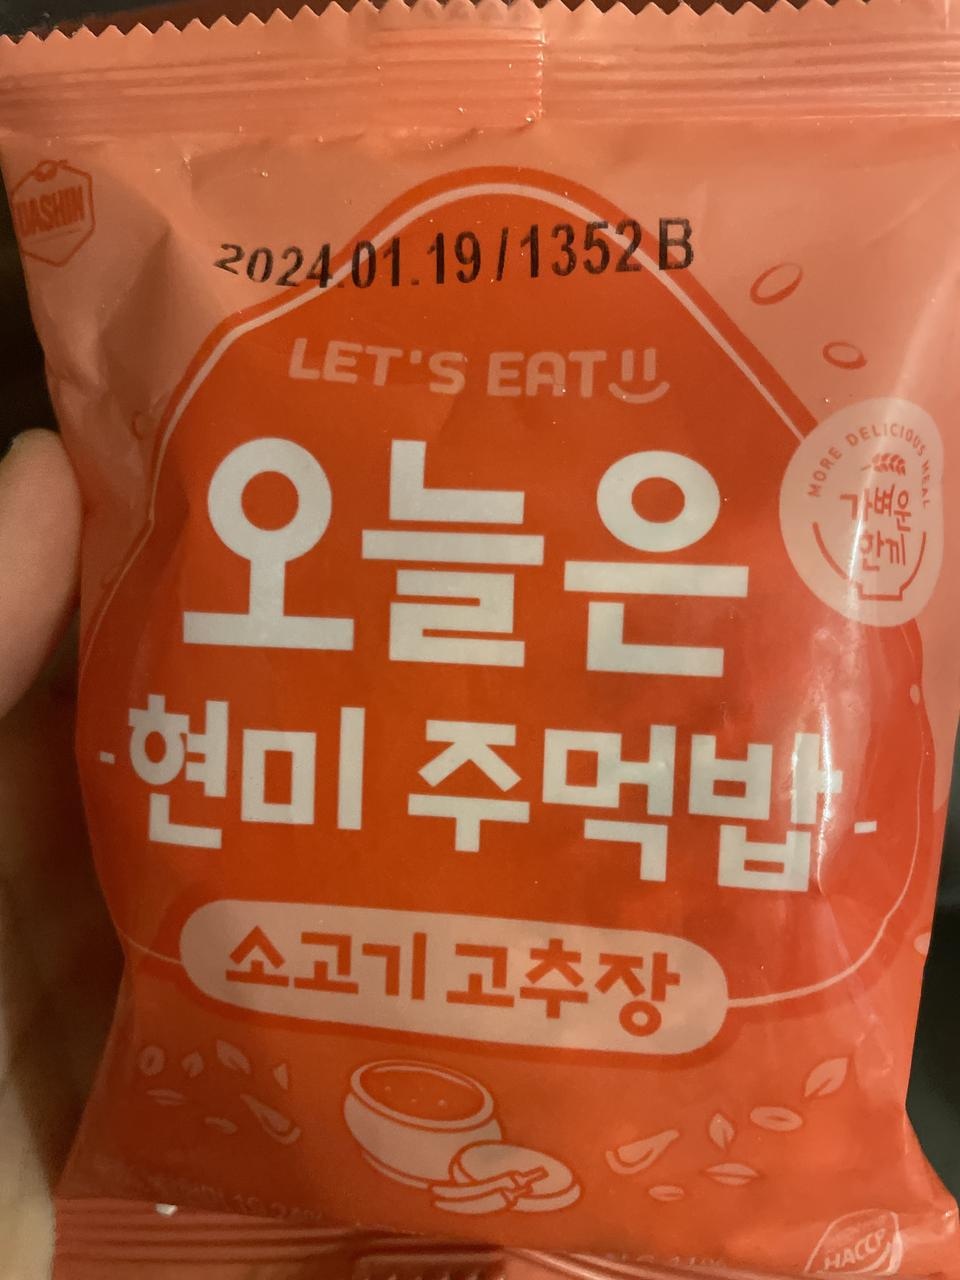 DASHIN
2024.01.19/1352 B
LET'S EAT
MORE DELICIOUS MEAL
가벼운
한끼
오늘은
- 현미 주먹밥 -
소고기 고추장
HACCP